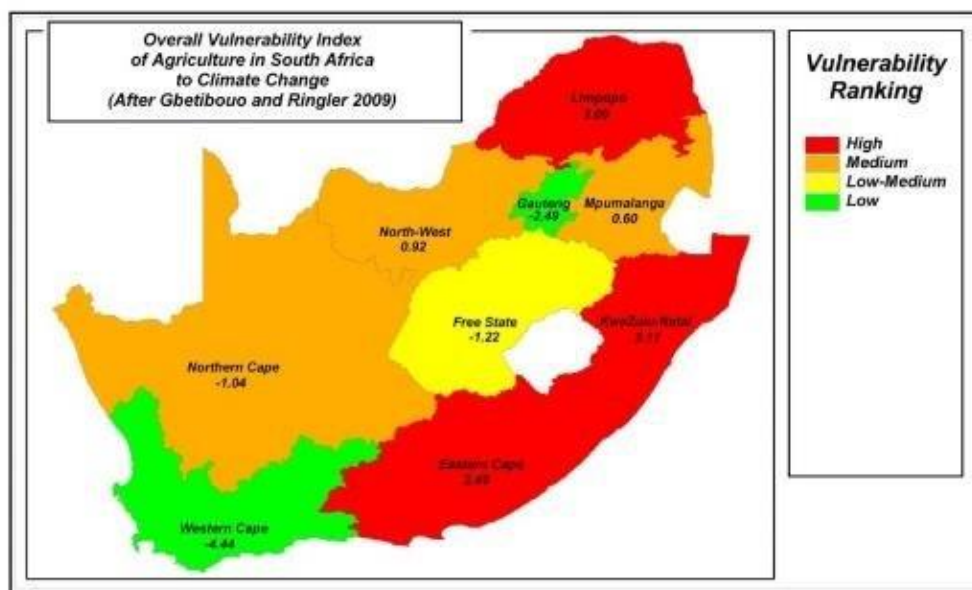 Overall Vulnerability Index
of Agriculture in South Africa
to Climate Change
(After Gbetibouo and Ringler 2009)
Vulnerability
Ranking
High
Medium
Low-Medium
Low
Limpopo
Gauteng
-2.49
Mpumalanga
0.60
North-West
0.92
Free State
-1.22
KwaZulu-Natal
Northern Cape
-1.04
Eastern Cape
Western Cape
-4.44